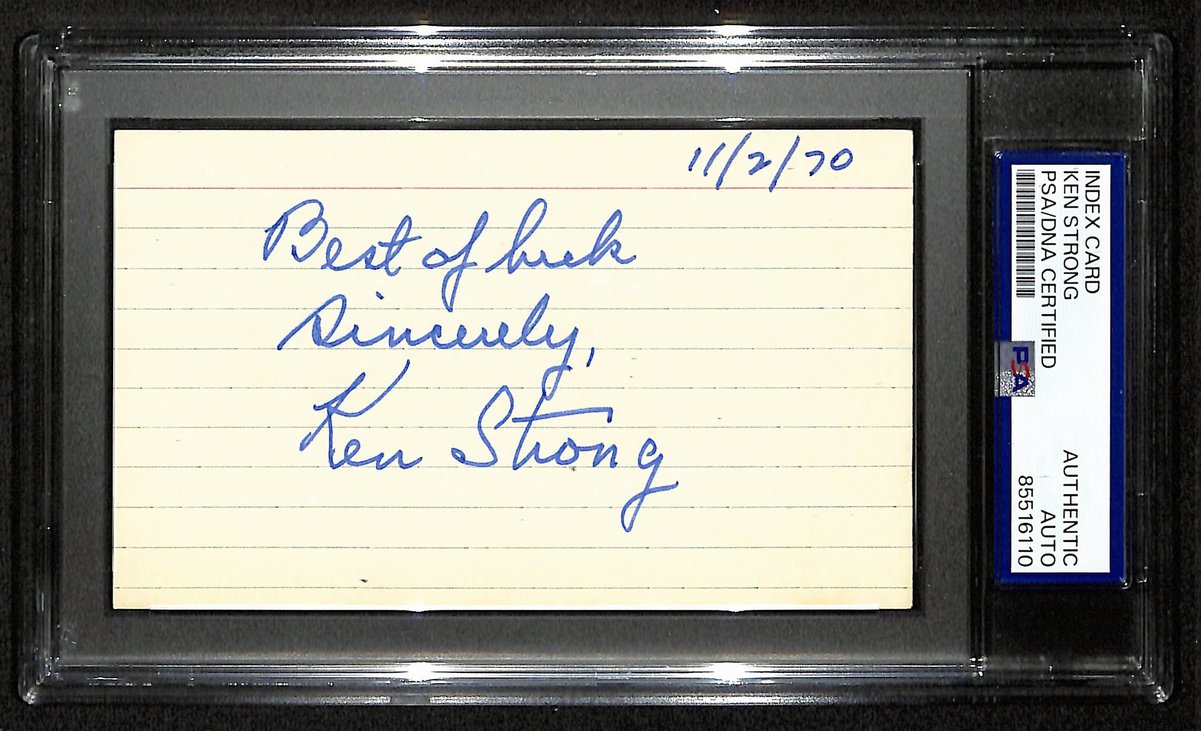 11/2/70
Best of luck
Sincerely,
Ken Strong
INDEX CARD
KEN STRONG
PSA/DNA CERTIFIED
AUTHENTIC
AUTO
85516110
PSA